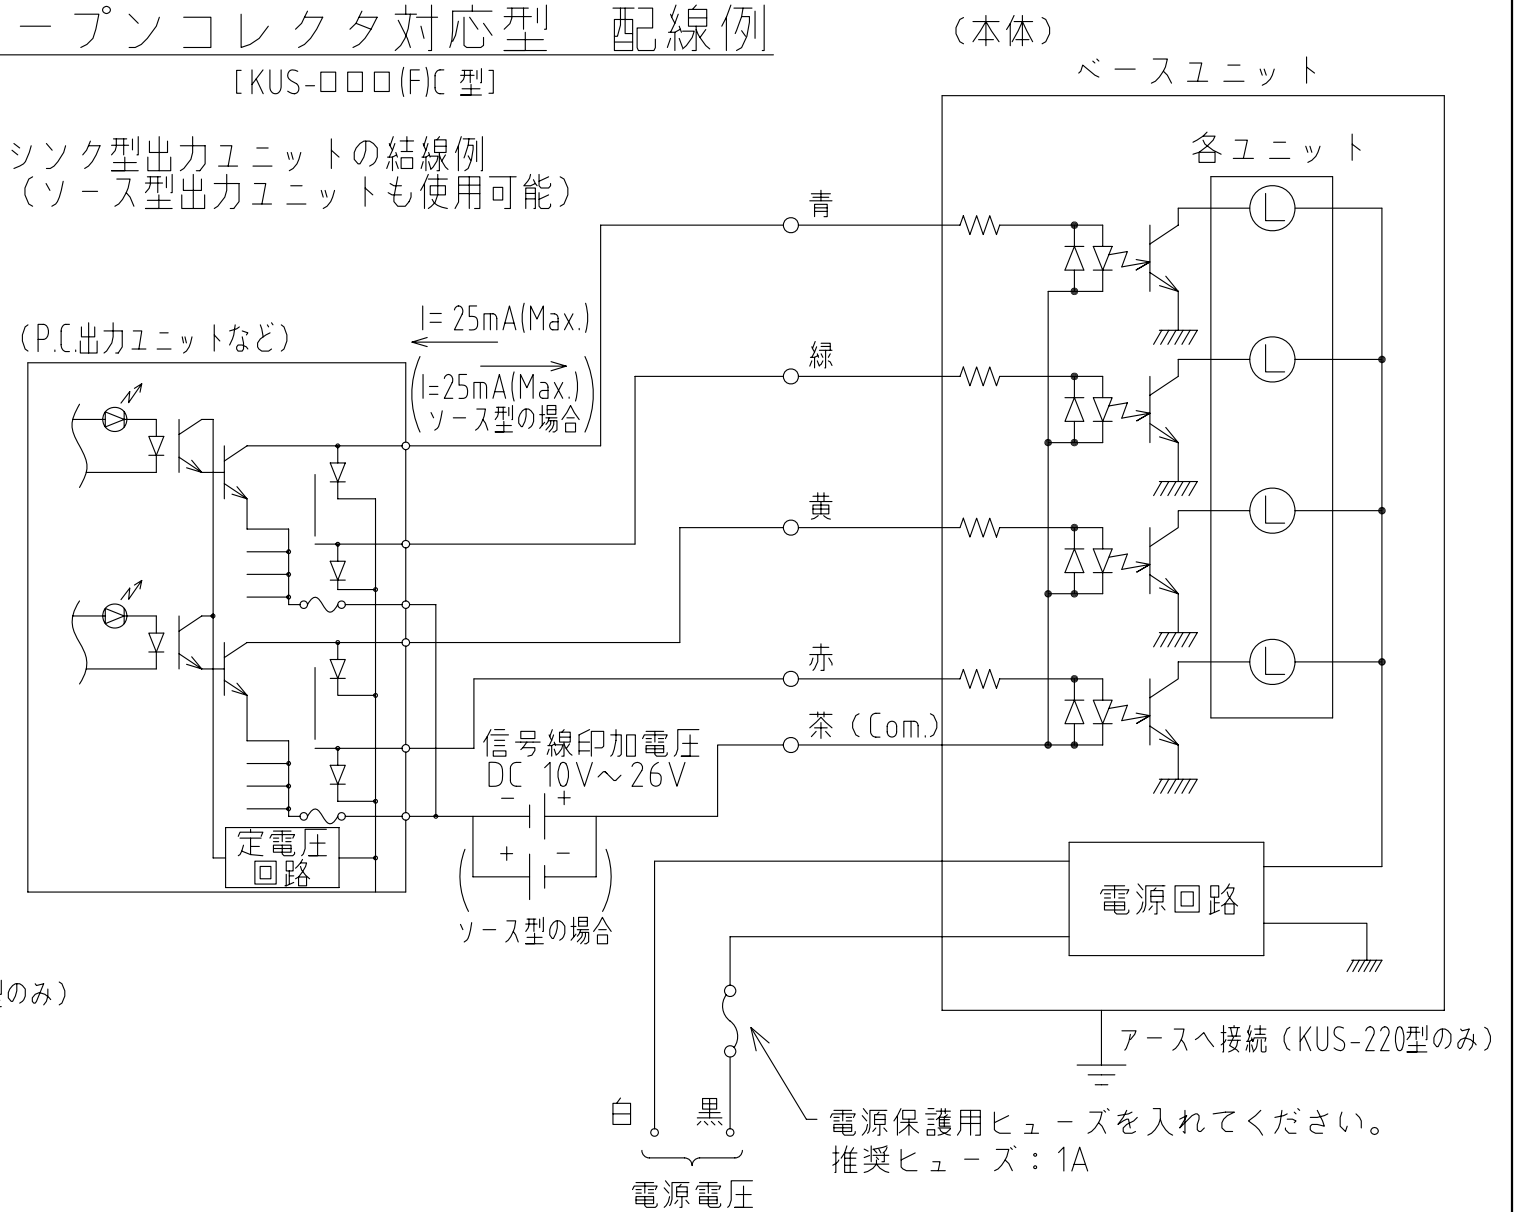 ープンコレクタ対応型 配線例
[KUS-□□□(F)C 型]
シンク型出力ユニットの結線例
(ソース型出力ユニットも使用可能)
(本体)
ベースユニット
各ユニット
L
L
L
L
青
緑
黄
赤
茶 (Com.)
(P.C.出力ユニットなど)
I= 25mA(Max.)
(I=25mA(Max.)
ソース型の場合)
定電圧
回路
信号線印加電圧
DC 10V～26V
- +
+ -
(ソース型の場合)
電源回路
型のみ)
アースへ接続 (KUS-220型のみ)
白 黒
電源電圧
電源保護用ヒューズを入れてください。
推奨ヒューズ：1A